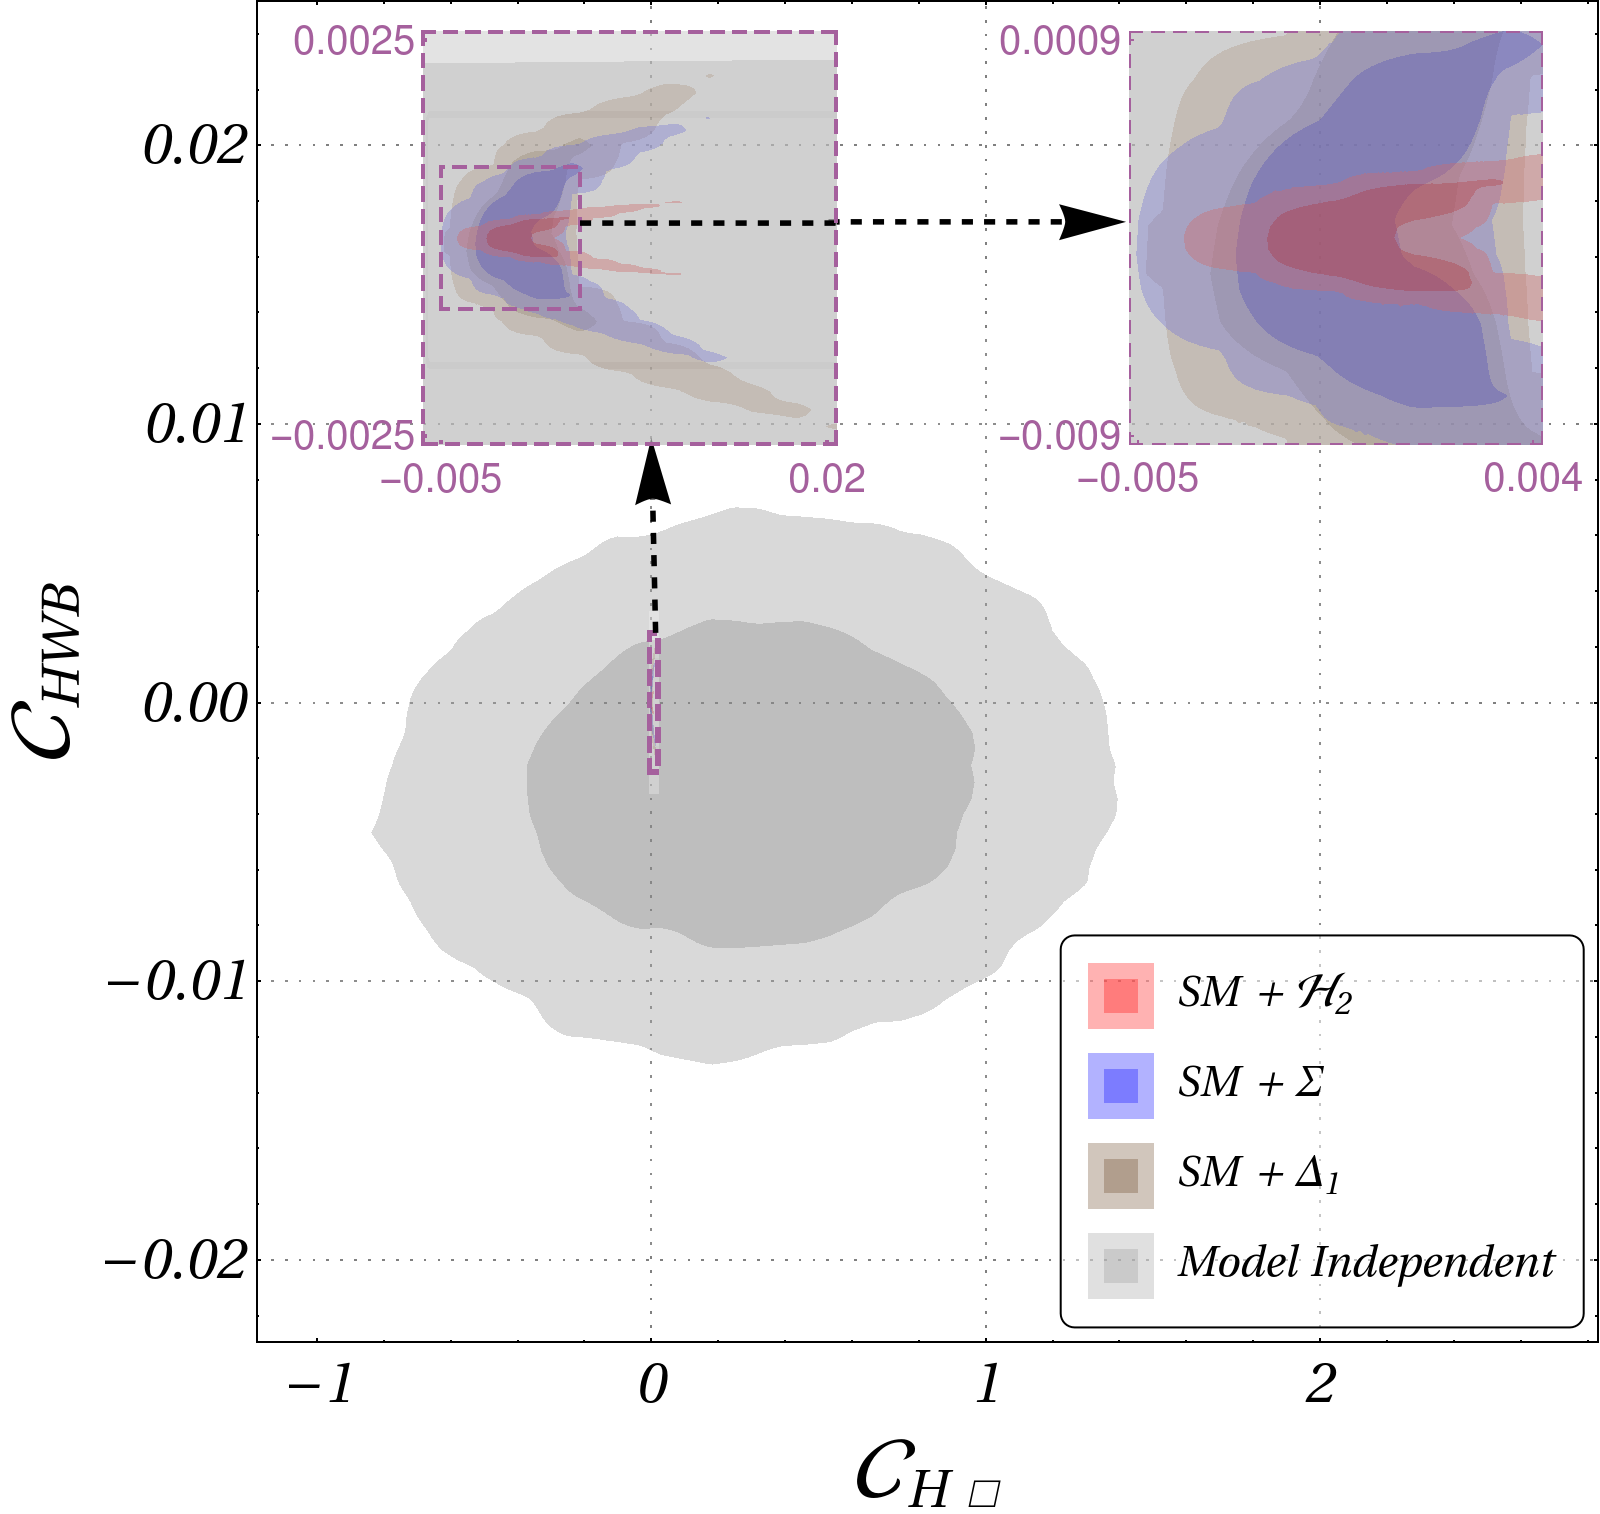 0.0025
−0.0025
−0.005
0.02
0.0009
−0.009
−0.005
0.004
0.02
0.01
0.00
−0.01
−0.02
𝒞HWB
SM + ℋ2
SM + Σ
SM + Δ1
Model Independent
−1
0
1
2
𝒞H □